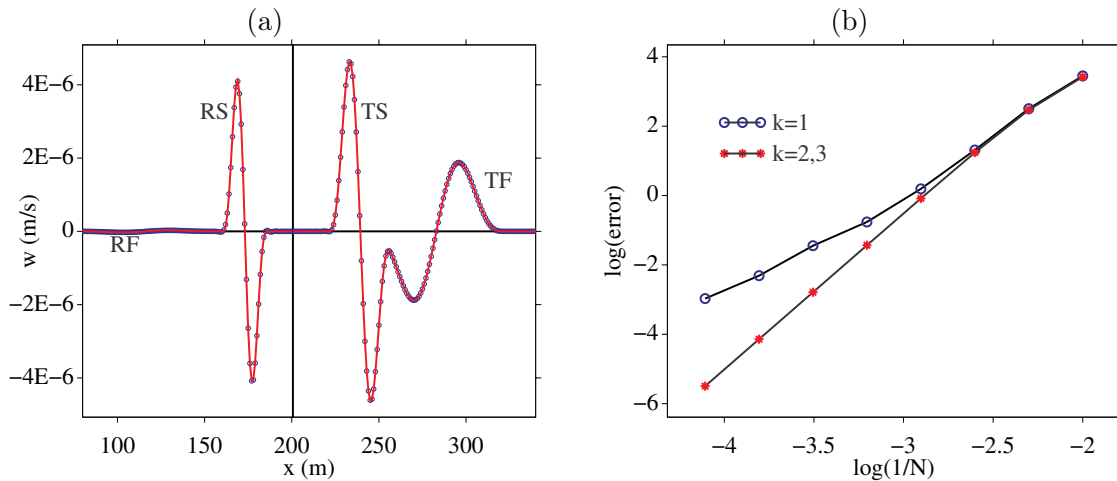 (a)
4E-6
2E-6
0
−2E-6
−4E-6
w (m/s)
RS
TS
TF
RF
100
150
200
250
300
x (m)
(b)
4
2
0
−2
−4
−6
log(error)
k=1
k=2,3
−4
−3.5
−3
−2.5
−2
log(1/N)